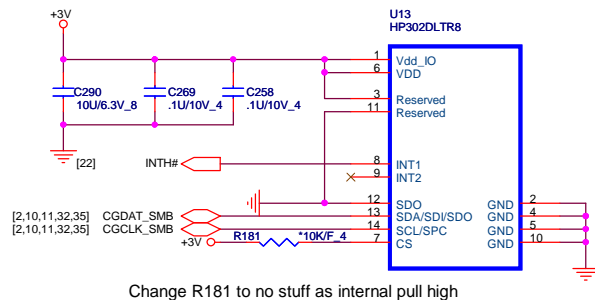 +3V
U13
HP302DLTR8
1 Vdd_IO
6 VDD
C290
10U/6.3V_8
C269
.1U/10V_4
C258
.1U/10V_4
3 Reserved
11 Reserved
[22]
INTH#
8 INT1
9 INT2
12 SDO
GND 2
[2,10,11,32,35] CGDAT_SMB
13 SDA/SDI/SDO
GND 4
[2,10,11,32,35] CGCLK_SMB
14 SCL/SPC
GND 5
+3V
R181 *10K/F_4
7 CS
GND 10
Change R181 to no stuff as internal pull high